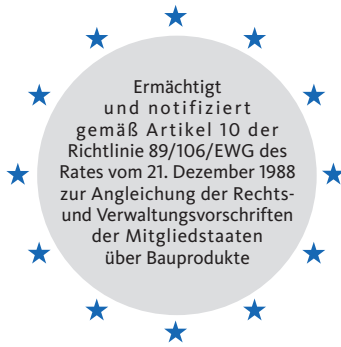 Ermächtigt
und notifiziert
gemäß Artikel 10 der
Richtlinie 89/106/EWG des
Rates vom 21. Dezember 1988
zur Angleichung der Rechts-
und Verwaltungsvorschriften
der Mitgliedstaaten
über Bauprodukte